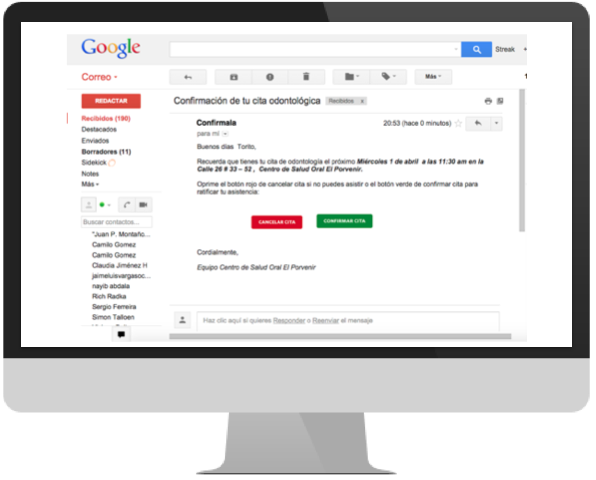 Google
Streak
Correo
Más
REDACTAR
Confirmación de tu cita odontológica Recibidos x
Recibidos (190)
Destacados
Enviados
Borradores (11)
Sidekick
Notes
Más
Buscar contactos...
"Juan P. Montaño...
Camilo Gomez
Camilo Gomez
Claudia Jiménez H
jaimeluisvargasoc...
nayib abdala
Rich Radka
Sergio Ferreira
Simon Talloen
Confirmala
20:53 (hace 0 minutos)
para mí
Buenos días Torito,
Recuerda que tienes tu cita de odontología el próximo Miércoles 1 de abril a las 11:30 am en la
Calle 26 # 33 – 52 , Centro de Salud Oral El Porvenir.
Oprime el botón rojo de cancelar cita si no puedes asistir o el botón verde de confirmar cita para
ratificar tu asistencia:
CANCELAR CITA
CONFIRMAR CITA
Cordialmente,
Equipo Centro de Salud Oral El Porvenir
Haz clic aquí si quieres Responder o Reenviar el mensaje